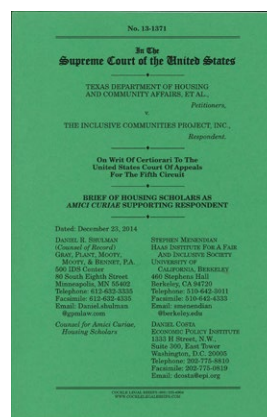 No. 13-1371
In The
Supreme Court of the United States
TEXAS DEPARTMENT OF HOUSING
AND COMMUNITY AFFAIRS, ET AL.,
Petitioners,
v.
THE INCLUSIVE COMMUNITIES PROJECT, INC.,
Respondent.
On Writ Of Certiorari To The
United States Court Of Appeals
For The Fifth Circuit
BRIEF OF HOUSING SCHOLARS AS
AMICI CURIAE SUPPORTING RESPONDENT
Dated: December 23, 2014
DANIEL R. SHULMAN
(Counsel of Record)
GRAY, PLANT, MOOTY,
MOOTY, & BENNETT, P.A.
500 IDS Center
80 South Eighth Street
Minneapolis, MN 55402
Telephone: 612-632-3335
Facsimile: 612-632-4335
Email: Daniel.shulman
@gpmlaw.com
Counsel for Amici Curiae,
Housing Scholars
STEPHEN MENENDIAN
HAAS INSTITUTE FOR A FAIR
AND INCLUSIVE SOCIETY
UNIVERSITY OF
CALIFORNIA, BERKELEY
460 Stephens Hall
Berkeley, CA 94720
Telephone: 510-642-3011
Facsimile: 510-642-4333
Email: smenendian
@berkeley.edu
DANIEL COSTA
ECONOMIC POLICY INSTITUTE
1333 H Street, N.W.,
Suite 300, East Tower
Washington, D.C. 20005
Telephone: 202-775-8810
Facsimile: 202-775-0819
Email: dcosta@epi.org